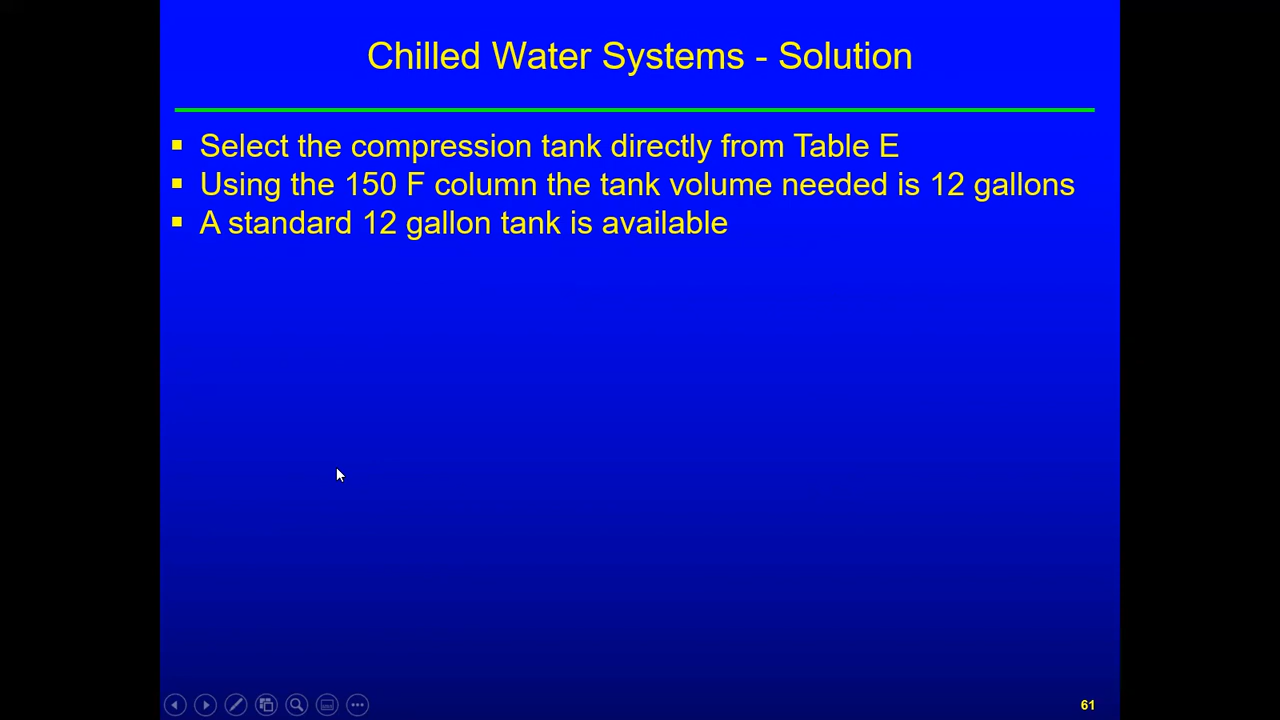 Chilled Water Systems - Solution
Select the compression tank directly from Table E
Using the 150 F column the tank volume needed is 12 gallons
A standard 12 gallon tank is available
61